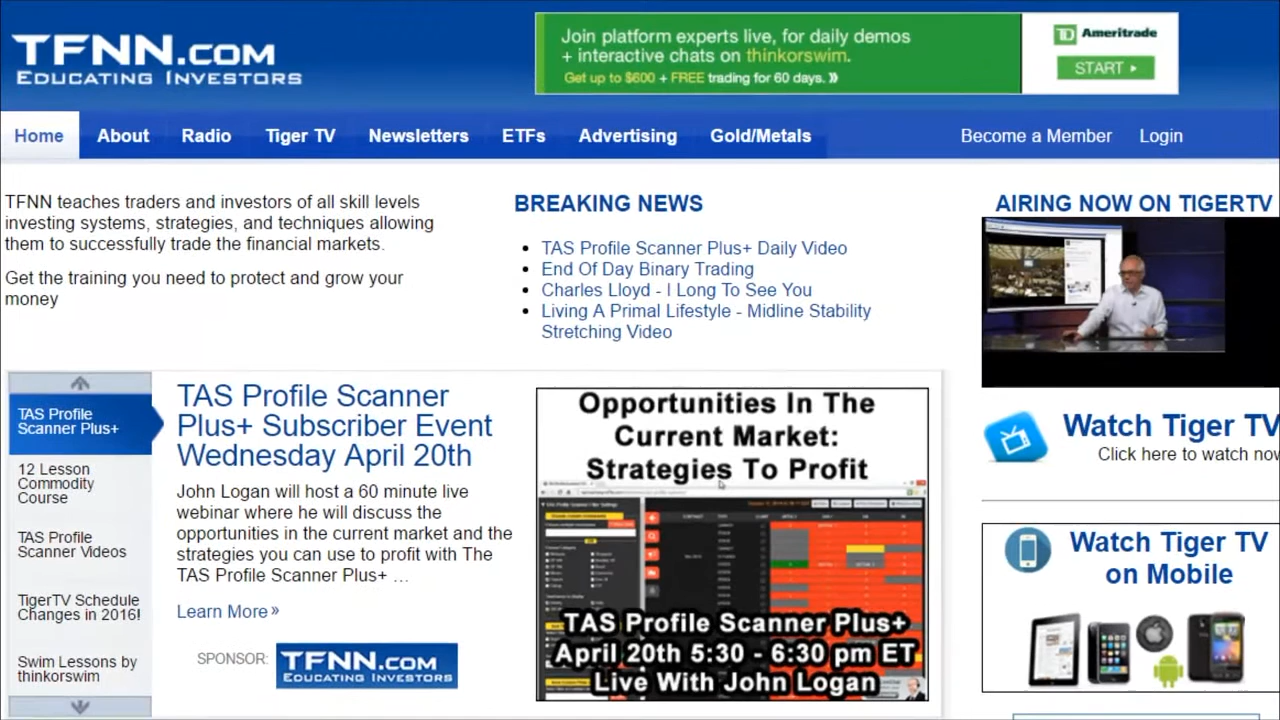 TFNN.COM
EDUCATING INVESTORS
Join platform experts live, for daily demos
+ interactive chats on thinkorswim.
Get up to $600 + FREE trading for 60 days. »
TD Ameritrade
START ▸
Home
About
Radio
Tiger TV
Newsletters
ETFs
Advertising
Gold/Metals
Become a Member
Login
TFNN teaches traders and investors of all skill levels
investing systems, strategies, and techniques allowing
them to successfully trade the financial markets.
Get the training you need to protect and grow your
money
BREAKING NEWS
• TAS Profile Scanner Plus+ Daily Video
• End Of Day Binary Trading
• Charles Lloyd - I Long To See You
• Living A Primal Lifestyle - Midline Stability
Stretching Video
AIRING NOW ON TIGERTV
TAS Profile
Scanner Plus+
12 Lesson
Commodity
Course
TAS Profile
Scanner Videos
TigerTV Schedule
Changes in 2016!
Swim Lessons by
thinkorswim
TAS Profile Scanner
Plus+ Subscriber Event
Wednesday April 20th
John Logan will host a 60 minute live
webinar where he will discuss the
opportunities in the current market and the
strategies you can use to profit with The
TAS Profile Scanner Plus+ ...
Learn More »
SPONSOR:
TFNN.COM
EDUCATING INVESTORS
Opportunities In The
Current Market:
Strategies To Profit
TAS Profile Scanner Plus+
April 20th 5:30 - 6:30 pm ET
Live With John Logan
Watch Tiger TV
Click here to watch now
Watch Tiger TV
on Mobile